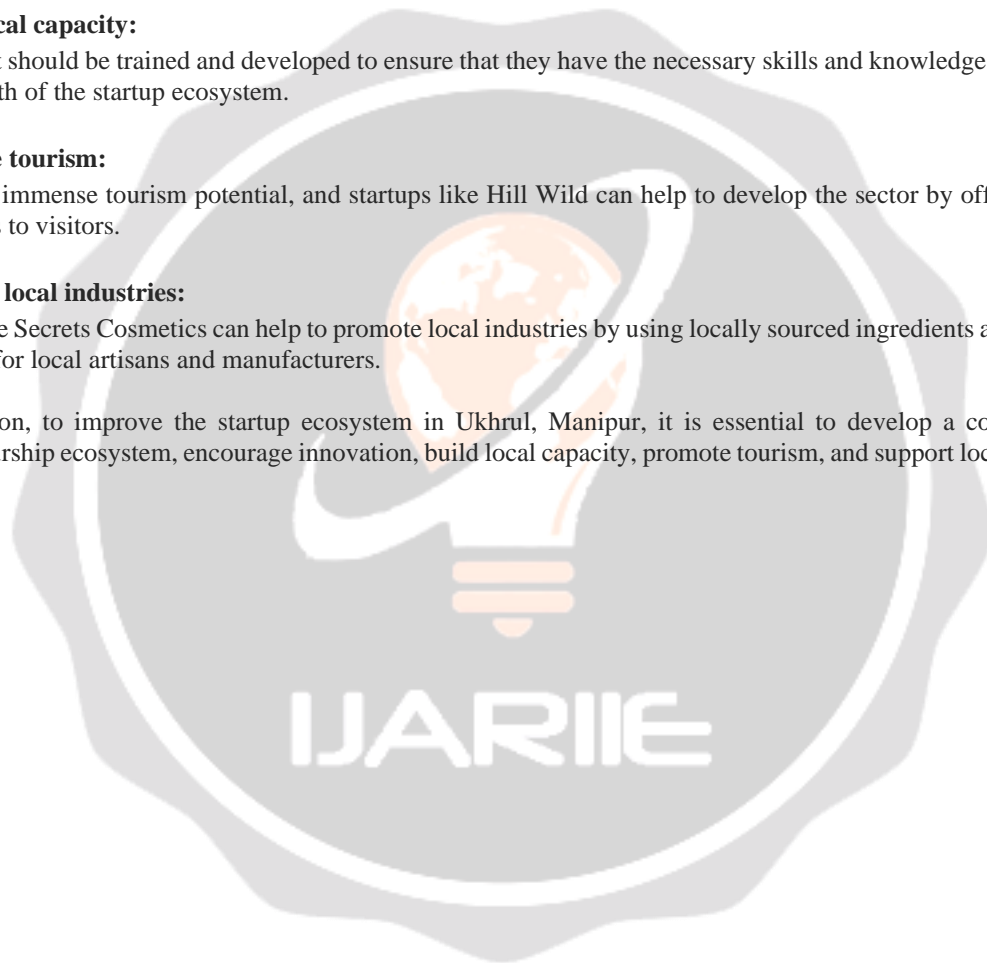 cal capacity:
should be trained and developed to ensure that they have the necessary skills and knowledge
th of the startup ecosystem.
e tourism:
immense tourism potential, and startups like Hill Wild can help to develop the sector by off
s to visitors.
local industries:
e Secrets Cosmetics can help to promote local industries by using locally sourced ingredients a
for local artisans and manufacturers.
on, to improve the startup ecosystem in Ukhrul, Manipur, it is essential to develop a co
urship ecosystem, encourage innovation, build local capacity, promote tourism, and support loc
IJARIIE